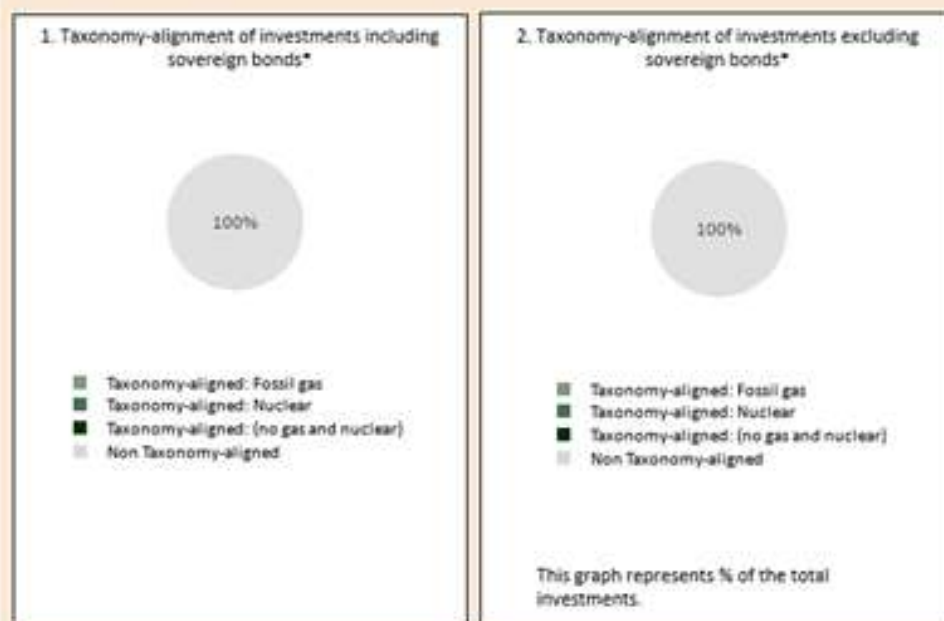 1. Taxonomy-alignment of investments including
sovereign bonds*
100%
Taxonomy-aligned: Fossil gas
Taxonomy-aligned: Nuclear
Taxonomy-aligned: (no gas and nuclear)
Non Taxonomy-aligned
2. Taxonomy-alignment of investments excluding
sovereign bonds*
100%
Taxonomy-aligned: Fossil gas
Taxonomy-aligned: Nuclear
Taxonomy-aligned: (no gas and nuclear)
Non Taxonomy-aligned
This graph represents % of the total
investments.